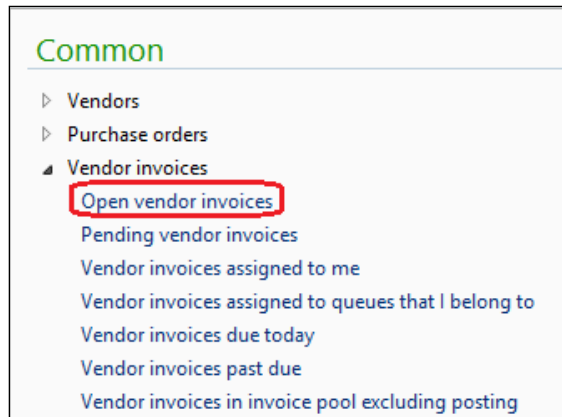 Common
Vendors
Purchase orders
Vendor invoices
Open vendor invoices
Pending vendor invoices
Vendor invoices assigned to me
Vendor invoices assigned to queues that I belong to
Vendor invoices due today
Vendor invoices past due
Vendor invoices in invoice pool excluding posting